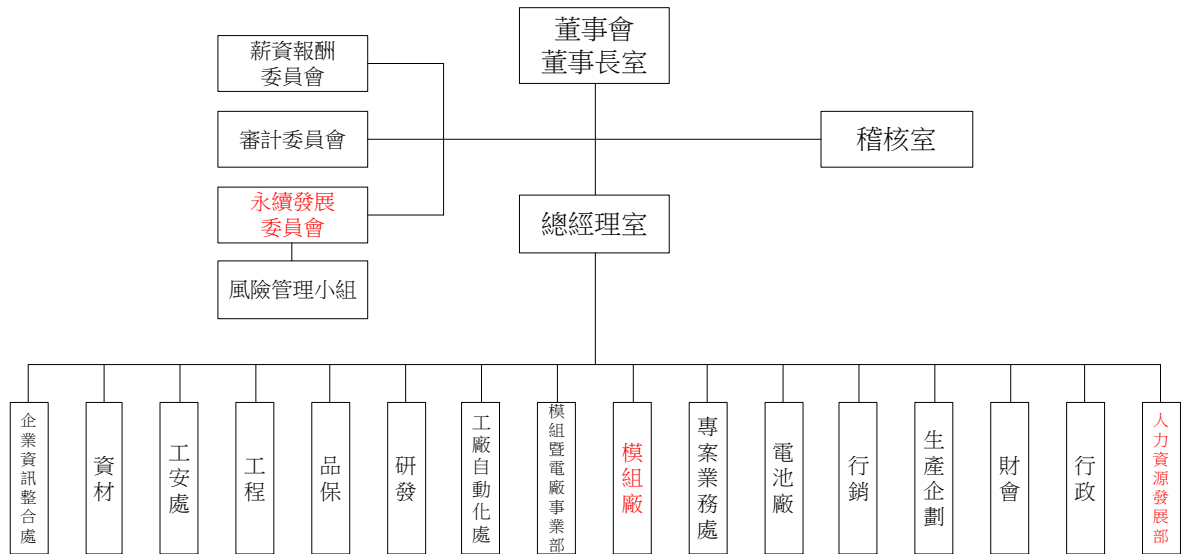 董事會
董事長室
薪資報酬
委員會
審計委員會
稽核室
永續發展
委員會
總經理室
風險管理小組
企業資訊整合處
資材
工安處
工程
品保
研發
工廠自動化處
模組暨電廠事業部
模組廠
專案業務處
電池廠
行銷
生產企劃
財會
行政
人力資源發展部